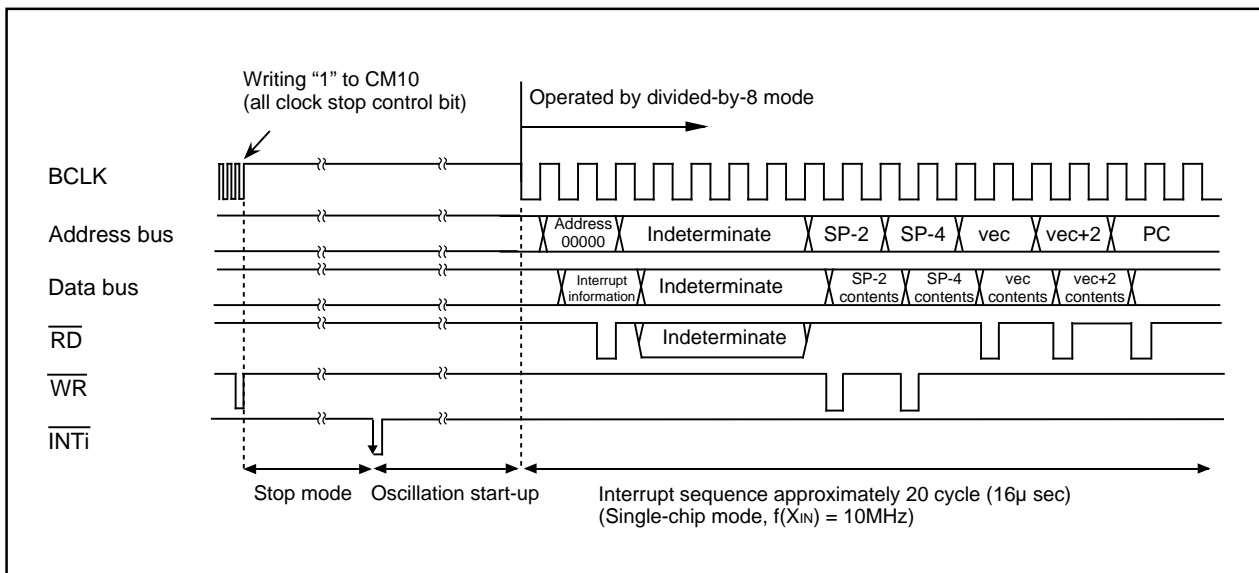 Writing “1” to CM10
(all clock stop control bit)
Operated by divided-by-8 mode
BCLK
Address bus
Address
00000
Indeterminate
SP-2
SP-4
vec
vec+2
PC
Data bus
Interrupt
information
Indeterminate
SP-2
contents
SP-4
contents
vec
contents
vec+2
contents
RD
Indeterminate
WR
INTi
Stop mode
Oscillation start-up
Interrupt sequence approximately 20 cycle (16µ sec)
(Single-chip mode, f(XIN) = 10MHz)